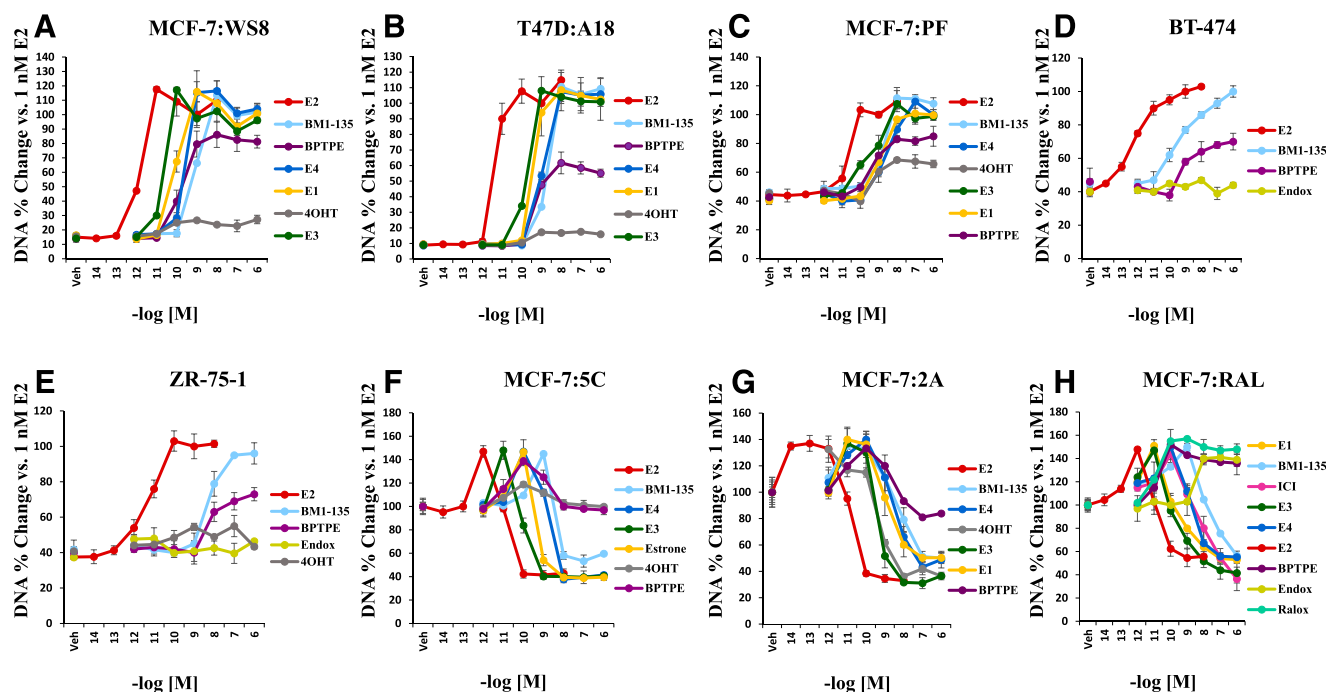 A
MCF-7:WS8
DNA % Change vs. 1 nM E2
140
130
120
110
100
90
80
70
60
50
40
30
20
10
0
Veh 14 13 12 11 10 9 8 7 6
-log [M]
E2
BM1-135
BPTPE
E4
E1
4OHT
E3
B
T47D:A18
DNA % Change vs. 1 nM E2
130
120
110
100
90
80
70
60
50
40
30
20
10
0
Veh 14 13 12 11 10 9 8 7 6
-log [M]
E2
BM1-135
BPTPE
E4
E1
4OHT
E3
C
MCF-7:PF
DNA % Change vs. 1 nM E2
140
120
100
80
60
40
20
0
Veh 14 13 12 11 10 9 8 7 6
-log [M]
E2
BM1-135
E4
4OHT
E3
E1
BPTPE
D
BT-474
DNA % Change vs. 1 nM E2
120
100
80
60
40
20
0
Veh 14 13 12 11 10 9 8 7 6
-log [M]
E2
BM1-135
BPTPE
Endox
E
ZR-75-1
DNA % Change vs. 1 nM E2
120
100
80
60
40
20
0
Veh 14 13 12 11 10 9 8 7 6
-log [M]
E2
BM1-135
BPTPE
Endox
4OHT
F
MCF-7:5C
DNA % Change vs. 1 nM E2
180
160
140
120
100
80
60
40
20
0
Veh 14 13 12 11 10 9 8 7 6
-log [M]
E2
BM1-135
E4
E3
Estrone
4OHT
BPTPE
G
MCF-7:2A
DNA % Change vs. 1 nM E2
160
140
120
100
80
60
40
20
0
Veh 14 13 12 11 10 9 8 7 6
-log [M]
E2
BM1-135
E4
4OHT
E3
E1
BPTPE
H
MCF-7:RAL
DNA % Change vs. 1 nM E2
180
160
140
120
100
80
60
40
20
0
Veh 14 13 12 11 10 9 8 7 6
-log [M]
E1
BM1-135
ICI
E3
E4
E2
BPTPE
Endox
Ralox